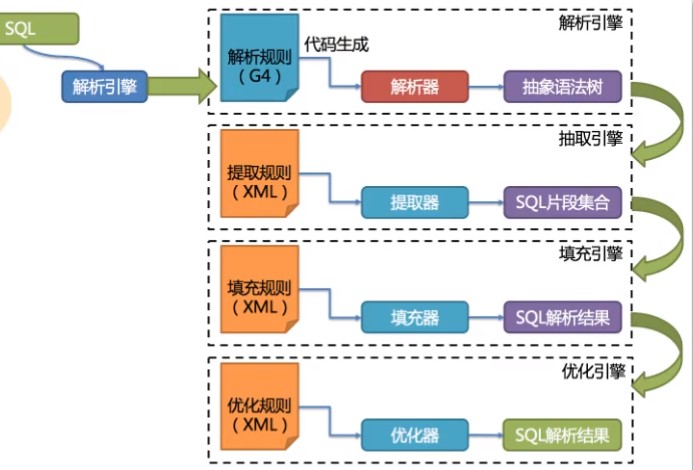 SQL
解析引擎
解析引擎
解析规则
（G4）
代码生成
解析器
抽象语法树
抽取引擎
提取规则
（XML）
提取器
SQL片段集合
填充引擎
填充规则
（XML）
填充器
SQL解析结果
优化引擎
优化规则
（XML）
优化器
SQL解析结果